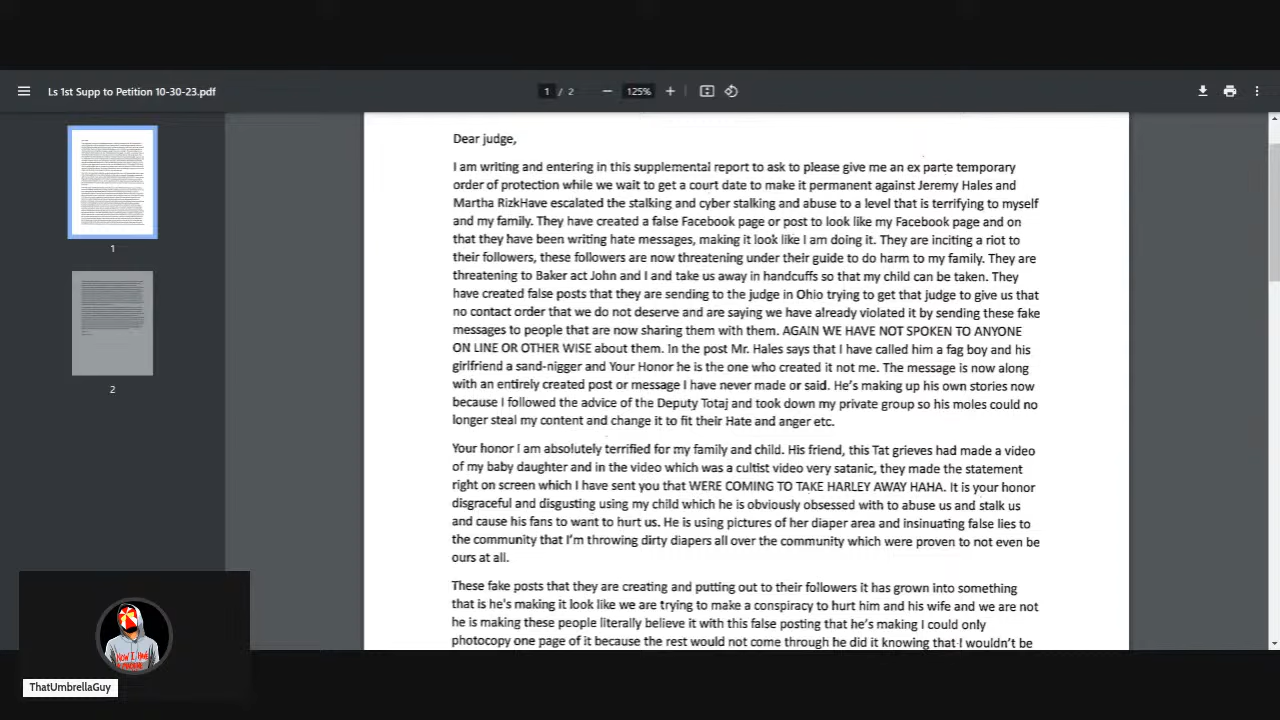 Ls 1st Supp to Petition 10-30-23.pdf
1 / 2
125%
1
2
Dear judge,
I am writing and entering in this supplemental report to ask to please give me an ex parte temporary
order of protection while we wait to get a court date to make it permanent against Jeremy Hales and
Martha RizkHave escalated the stalking and cyber stalking and abuse to a level that is terrifying to myself
and my family. They have created a false Facebook page or post to look like my Facebook page and on
that they have been writing hate messages, making it look like I am doing it. They are inciting a riot to
their followers, these followers are now threatening under their guide to do harm to my family. They are
threatening to Baker act John and I and take us away in handcuffs so that my child can be taken. They
have created false posts that they are sending to the judge in Ohio trying to get that judge to give us that
no contact order that we do not deserve and are saying we have already violated it by sending these fake
messages to people that are now sharing them with them. AGAIN WE HAVE NOT SPOKEN TO ANYONE
ON LINE OR OTHER WISE about them. In the post Mr. Hales says that I have called him a fag boy and his
girlfriend a sand-nigger and Your Honor he is the one who created it not me. The message is now along
with an entirely created post or message I have never made or said. He's making up his own stories now
because I followed the advice of the Deputy Totaj and took down my private group so his moles could no
longer steal my content and change it to fit their Hate and anger etc.
Your honor I am absolutely terrified for my family and child. His friend, this Tat grieves had made a video
of my baby daughter and in the video which was a cultist video very satanic, they made the statement
right on screen which I have sent you that WERE COMING TO TAKE HARLEY AWAY HAHA. It is your honor
disgraceful and disgusting using my child which he is obviously obsessed with to abuse us and stalk us
and cause his fans to want to hurt us. He is using pictures of her diaper area and insinuating false lies to
the community that I'm throwing dirty diapers all over the community which were proven to not even be
ours at all.
These fake posts that they are creating and putting out to their followers it has grown into something
that is he's making it look like we are trying to make a conspiracy to hurt him and his wife and we are not
he is making these people literally believe it with this false posting that he's making I could only
photocopy one page of it because the rest would not come through he did it knowing that I wouldn't be
ThatUmbrellaGuy